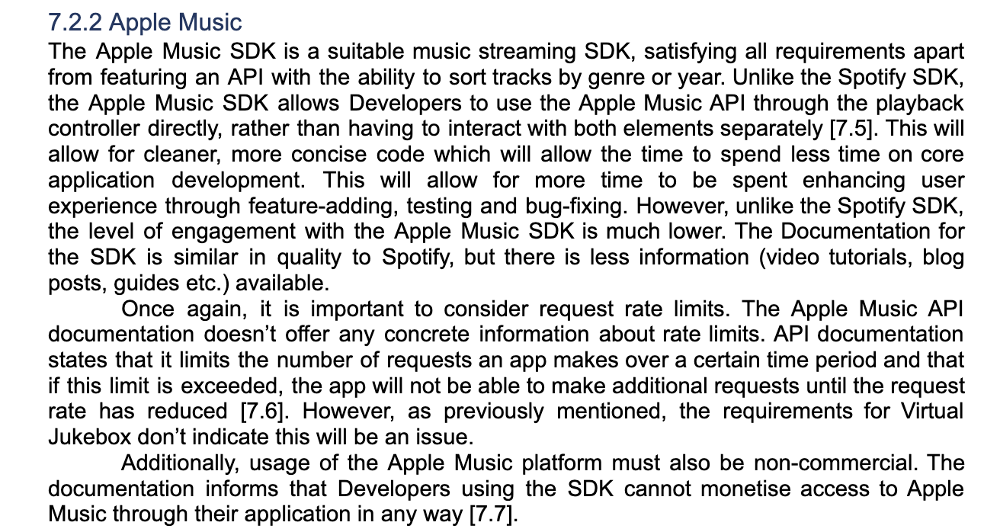 7.2.2 Apple Music
The Apple Music SDK is a suitable music streaming SDK, satisfying all requirements apart
from featuring an API with the ability to sort tracks by genre or year. Unlike the Spotify SDK,
the Apple Music SDK allows Developers to use the Apple Music API through the playback
controller directly, rather than having to interact with both elements separately [7.5]. This will
allow for cleaner, more concise code which will allow the time to spend less time on core
application development. This will allow for more time to be spent enhancing user
experience through feature-adding, testing and bug-fixing. However, unlike the Spotify SDK,
the level of engagement with the Apple Music SDK is much lower. The Documentation for
the SDK is similar in quality to Spotify, but there is less information (video tutorials, blog
posts, guides etc.) available.
Once again, it is important to consider request rate limits. The Apple Music API
documentation doesn’t offer any concrete information about rate limits. API documentation
states that it limits the number of requests an app makes over a certain time period and that
if this limit is exceeded, the app will not be able to make additional requests until the request
rate has reduced [7.6]. However, as previously mentioned, the requirements for Virtual
Jukebox don’t indicate this will be an issue.
Additionally, usage of the Apple Music platform must also be non-commercial. The
documentation informs that Developers using the SDK cannot monetise access to Apple
Music through their application in any way [7.7].